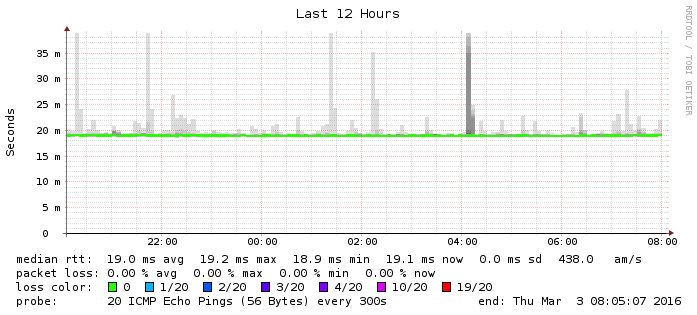 Last 12 Hours
RRDTOOL / TOBI OETIKER
Seconds
35 m
30 m
25 m
20 m
15 m
10 m
5 m
0
22:00 00:00 02:00 04:00 06:00 08:00
median rtt: 19.0 ms avg 19.2 ms max 18.9 ms min 19.1 ms now 0.0 ms sd 438.0 am/s
packet loss: 0.00 % avg 0.00 % max 0.00 % min 0.00 % now
loss color: 0 1/20 2/20 3/20 4/20 10/20 19/20
probe: 20 ICMP Echo Pings (56 Bytes) every 300s end: Thu Mar 3 08:05:07 2016